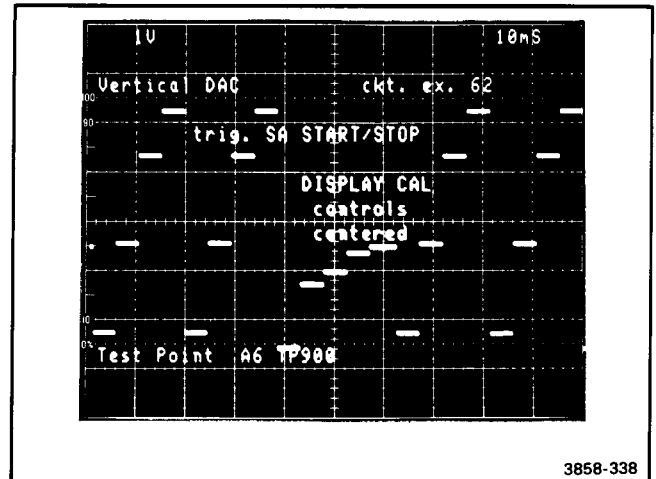 1V 10mS
Vertical DAC ckt. ex. 62
100
90
trig. SA START/STOP
DISPLAY CAL
controls
centered
10
0%
Test Point A6 TP900
3858-338